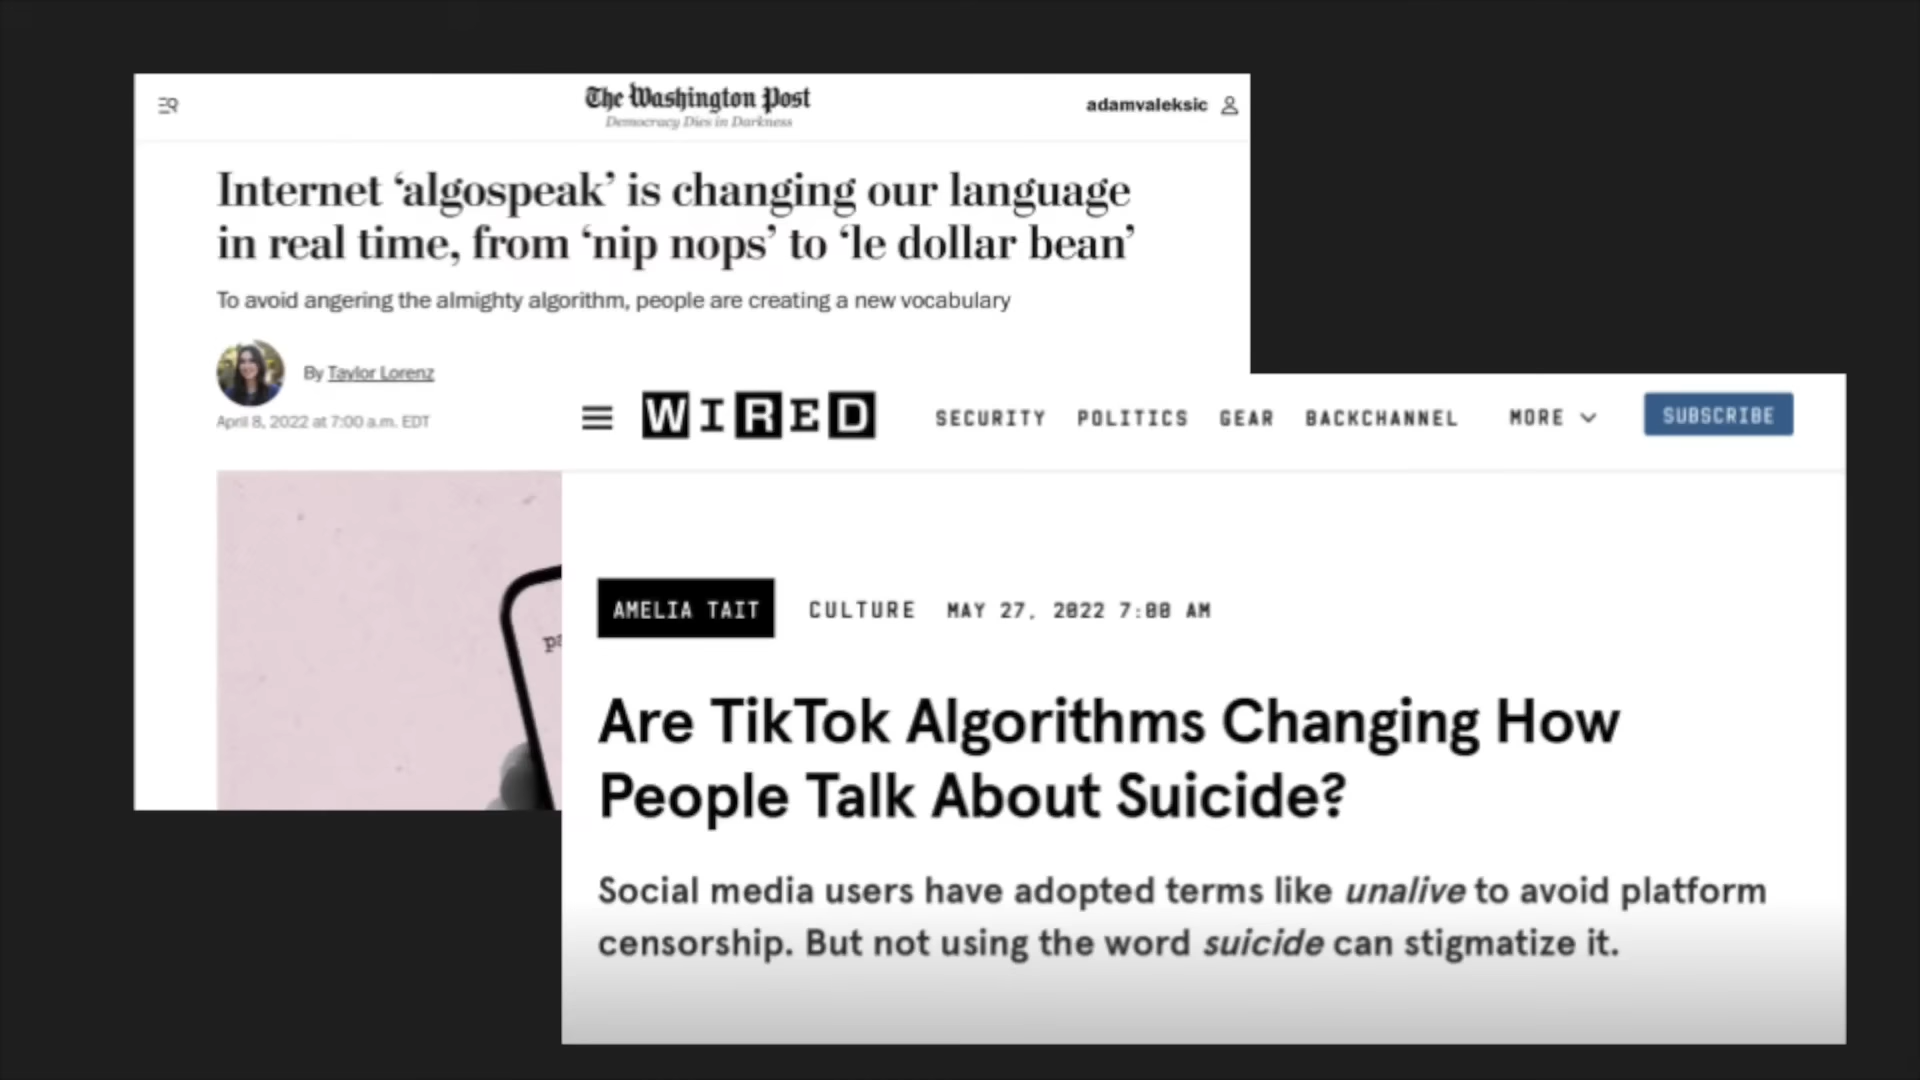 The Washington Post
Democracy Dies in Darkness
adamvaleksic
Internet ‘algospeak’ is changing our language
in real time, from ‘nip nops’ to ‘le dollar bean’
To avoid angering the almighty algorithm, people are creating a new vocabulary
By Taylor Lorenz
April 8, 2022 at 7:00 a.m. EDT
WIRED
SECURITY POLITICS GEAR BACKCHANNEL MORE SUBSCRIBE
AMELIA TAIT CULTURE MAY 27, 2022 7:00 AM
Are TikTok Algorithms Changing How
People Talk About Suicide?
Social media users have adopted terms like unalive to avoid platform
censorship. But not using the word suicide can stigmatize it.